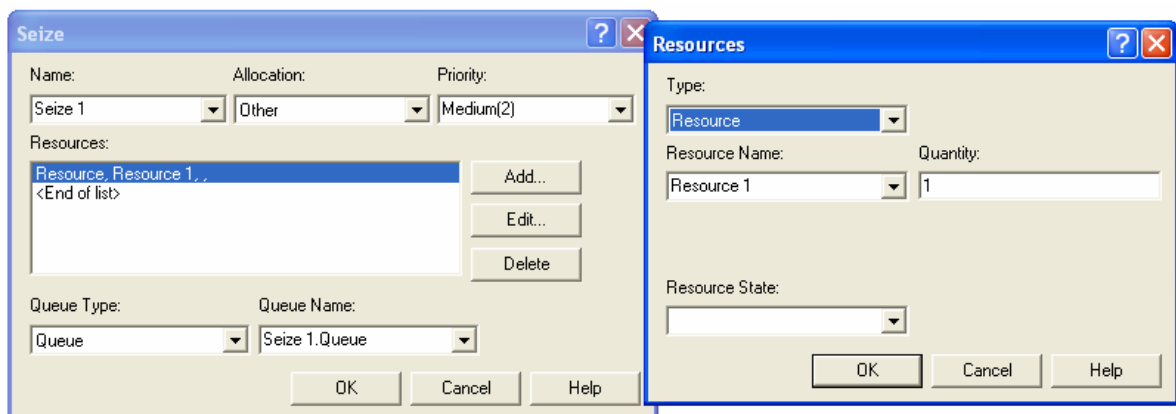 Seize
Name: Allocation: Priority:
Seize 1 Other Medium(2)
Resources:
Resource, Resource 1, ,
<End of list>
Add...
Edit...
Delete
Queue Type: Queue Name:
Queue Seize 1.Queue
OK Cancel Help
Resources
Type:
Resource
Resource Name: Quantity:
Resource 1 1
Resource State:
OK Cancel Help